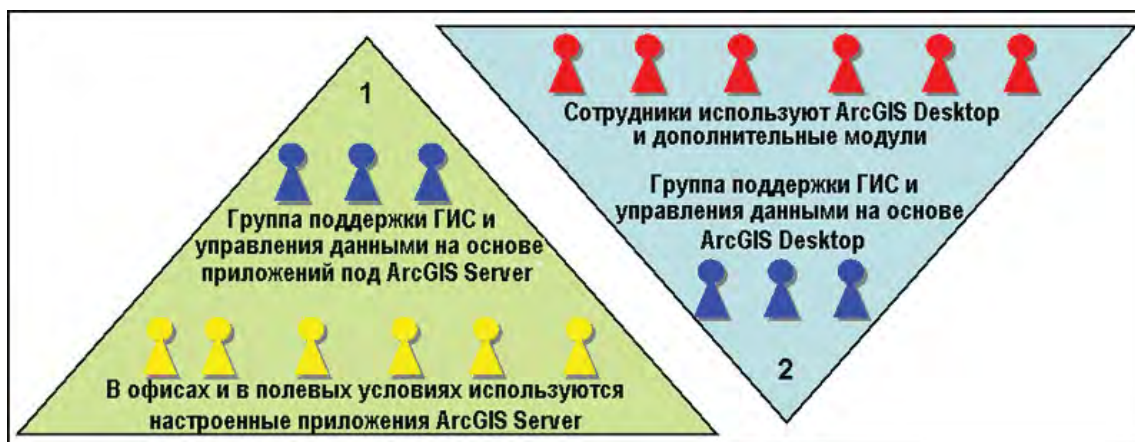 1
Группа поддержки ГИС и
управления данными на основе
приложений под ArcGIS Server
В офисах и в полевых условиях используются
настроенные приложения ArcGIS Server
Сотрудники используют ArcGIS Desktop
и дополнительные модули
Группа поддержки ГИС и
управления данными на основе
ArcGIS Desktop
2